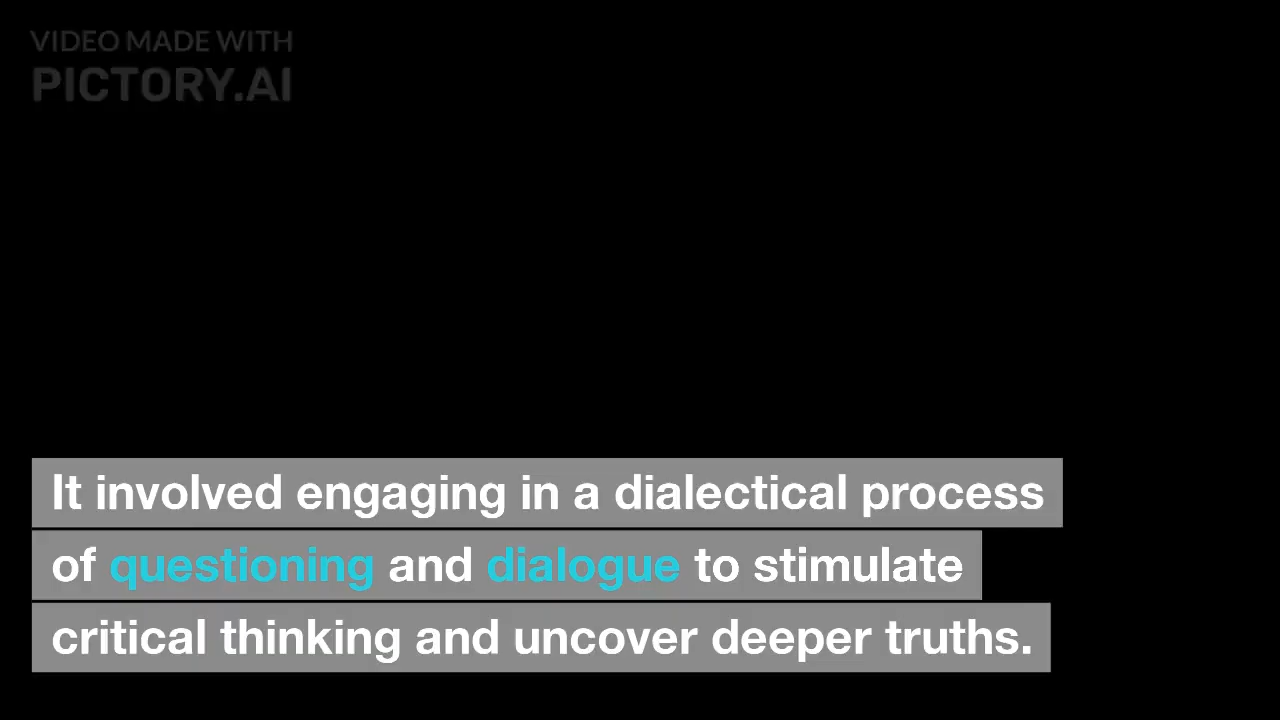 VIDEO MADE WITH
PICTORY.AI
It involved engaging in a dialectical process
of questioning and dialogue to stimulate
critical thinking and uncover deeper truths.